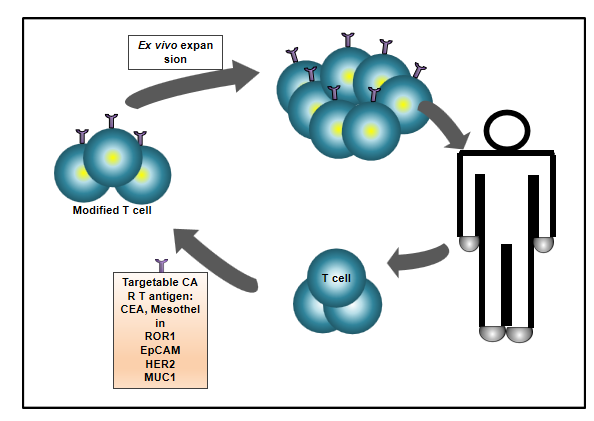 Ex vivo expan
sion
Modified T cell
T cell
Targetable CA
R T antigen:
CEA, Mesothel
in
ROR1
EpCAM
HER2
MUC1